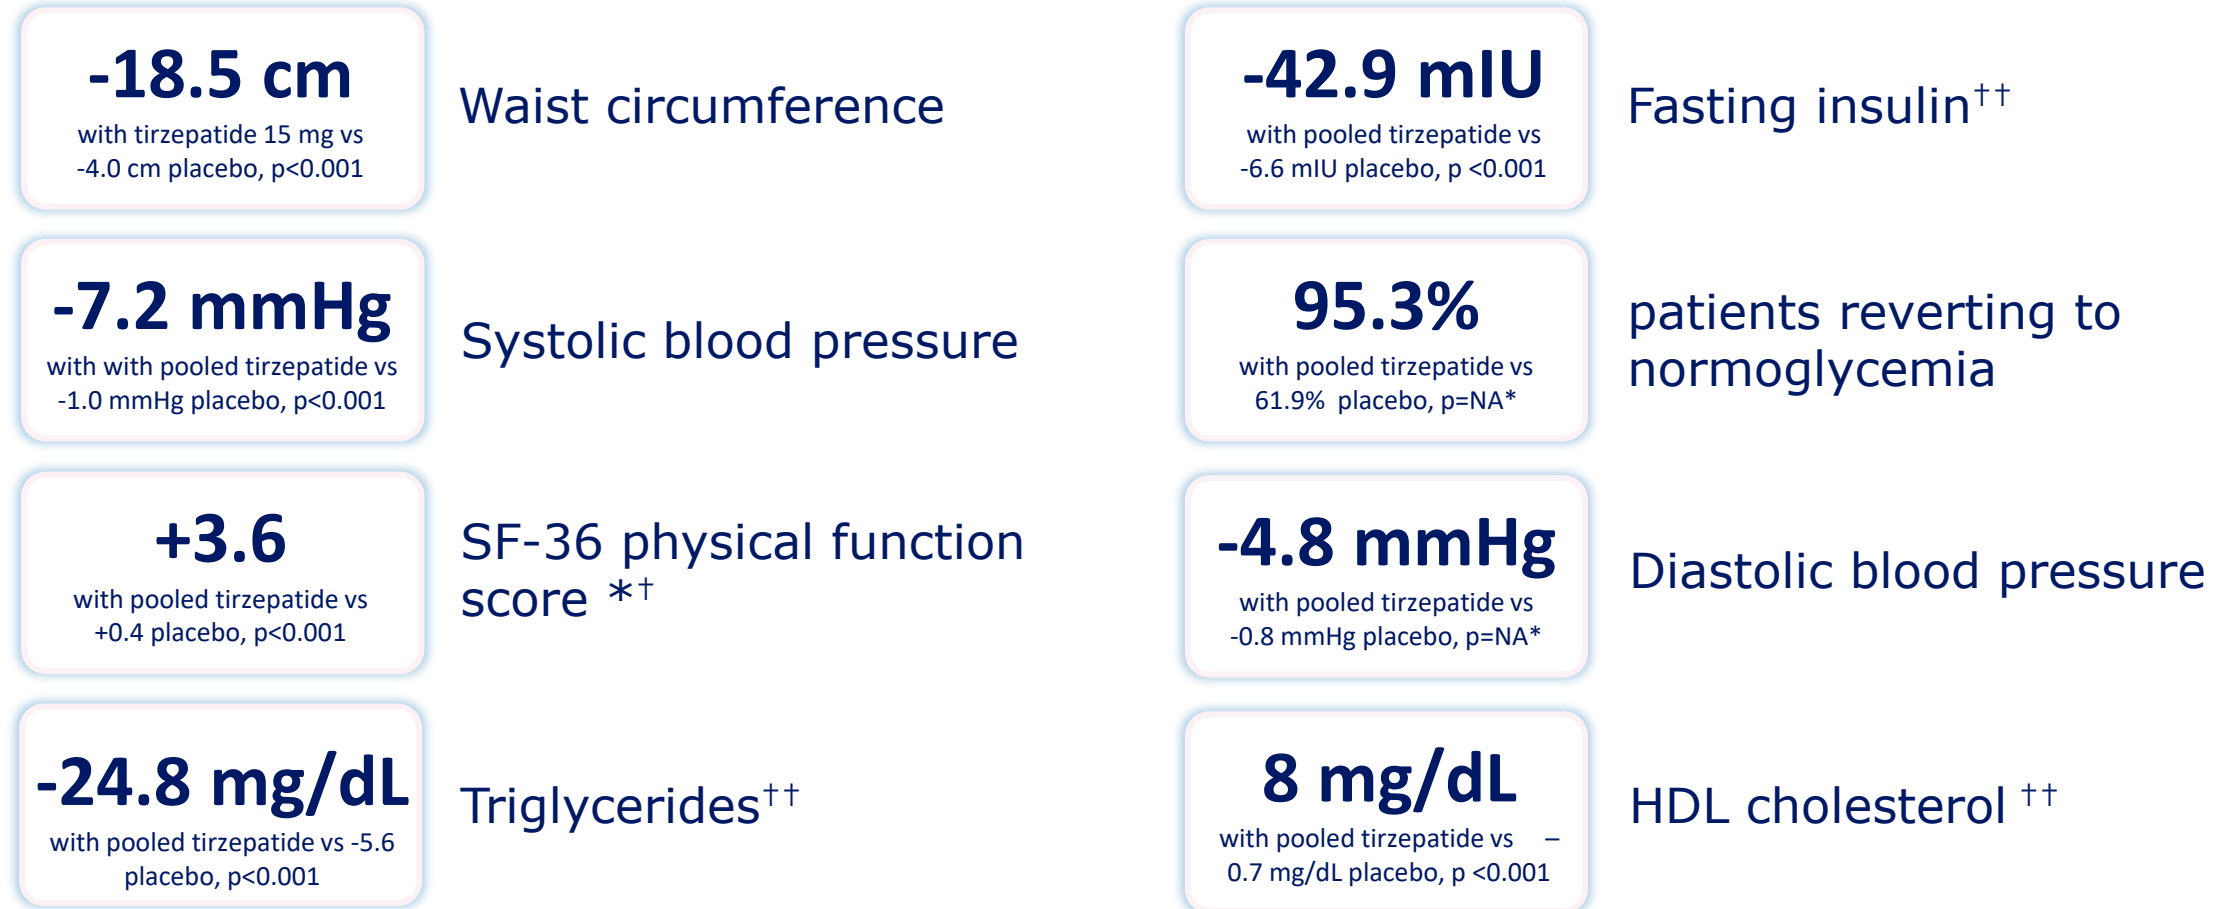 -18.5 cm
with tirzepatide 15 mg vs
-4.0 cm placebo, p<0.001
Waist circumference
-7.2 mmHg
with with pooled tirzepatide vs
-1.0 mmHg placebo, p<0.001
Systolic blood pressure
+3.6
with pooled tirzepatide vs
+0.4 placebo, p<0.001
SF-36 physical function
score *†
-24.8 mg/dL
with pooled tirzepatide vs -5.6
placebo, p<0.001
Triglycerides††
-42.9 mIU
with pooled tirzepatide vs
-6.6 mIU placebo, p <0.001
Fasting insulin††
95.3%
with pooled tirzepatide vs
61.9% placebo, p=NA*
patients reverting to
normoglycemia
-4.8 mmHg
with pooled tirzepatide vs
-0.8 mmHg placebo, p=NA*
Diastolic blood pressure
8 mg/dL
with pooled tirzepatide vs –
0.7 mg/dL placebo, p <0.001
HDL cholesterol ††